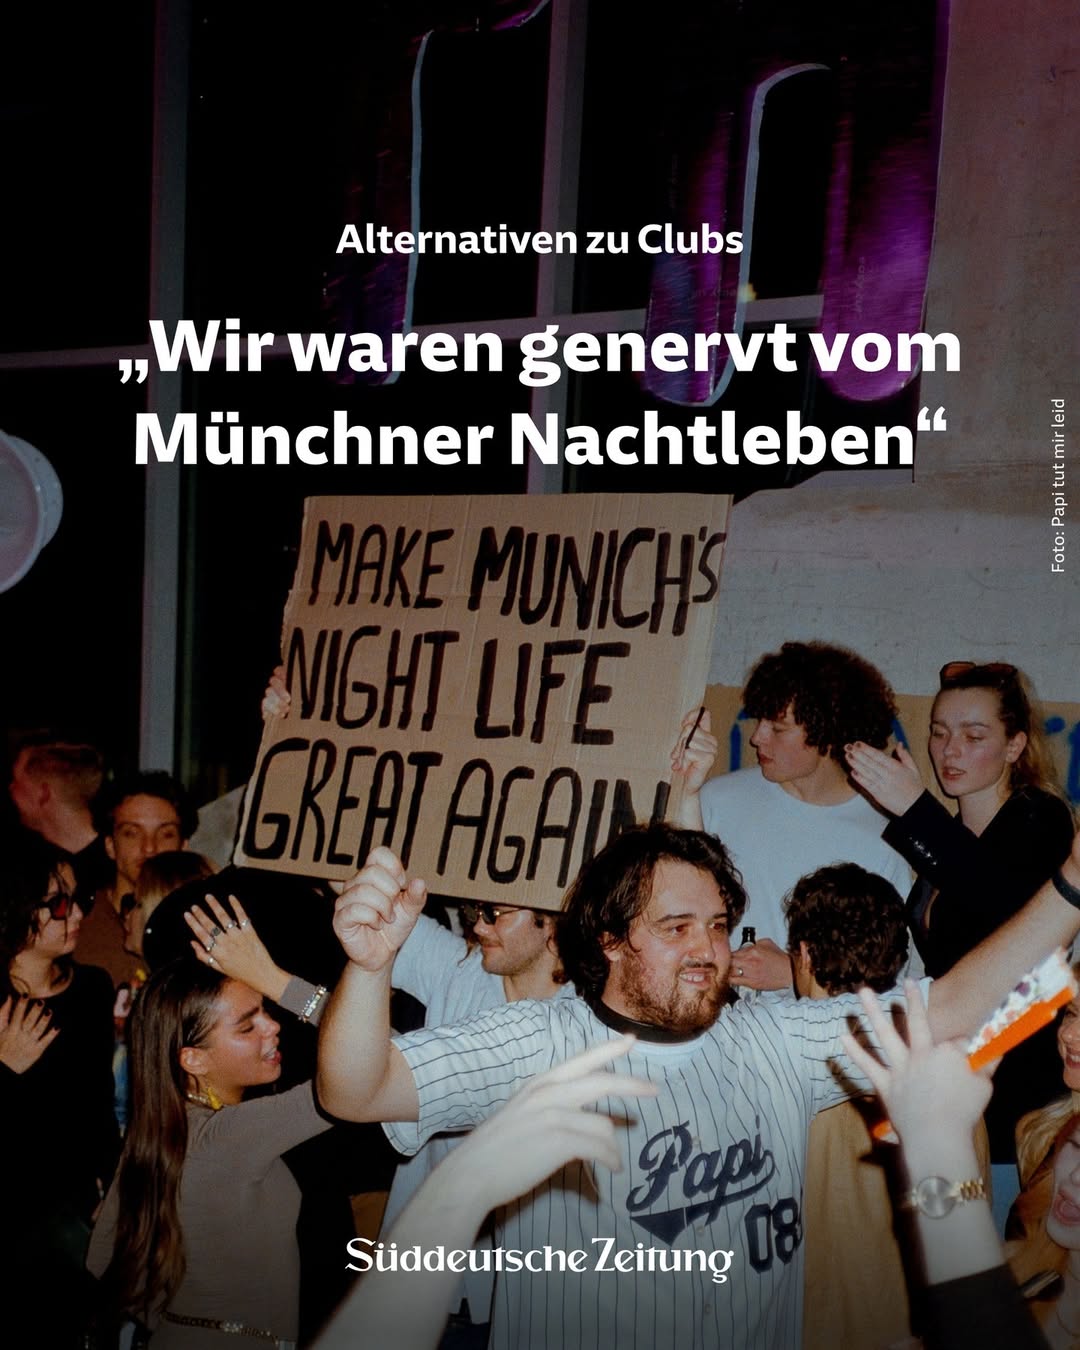 Alternativen zu Clubs
„Wir waren genervt vom
Münchner Nachtleben“
Foto: Papi tut mir leid
MAKE MUNICH'S
NIGHT LIFE
GREAT AGAIN
Papi
08
Süddeutsche Zeitung